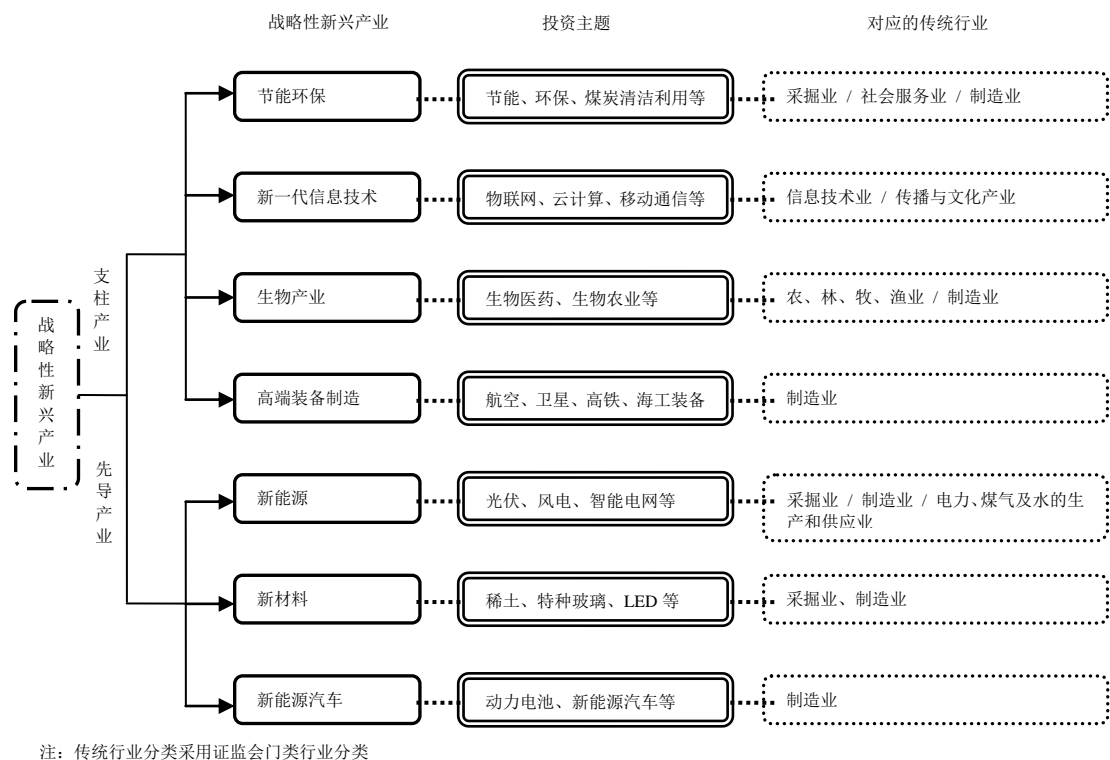 战略性新兴产业 投资主题 对应的传统行业
节能环保 节能、环保、煤炭清洁利用等 采掘业 / 社会服务业 / 制造业
新一代信息技术 物联网、云计算、移动通信等 信息技术业 / 传播与文化产业
支柱产业
生物产业 生物医药、生物农业等 农、林、牧、渔业 / 制造业
战略性新兴产业
高端装备制造 航空、卫星、高铁、海工装备 制造业
先导产业
新能源 光伏、风电、智能电网等 采掘业 / 制造业 / 电力、煤气及水的生
产和供应业
新材料 稀土、特种玻璃、LED 等 采掘业、制造业
新能源汽车 动力电池、新能源汽车等 制造业
注：传统行业分类采用证监会门类行业分类